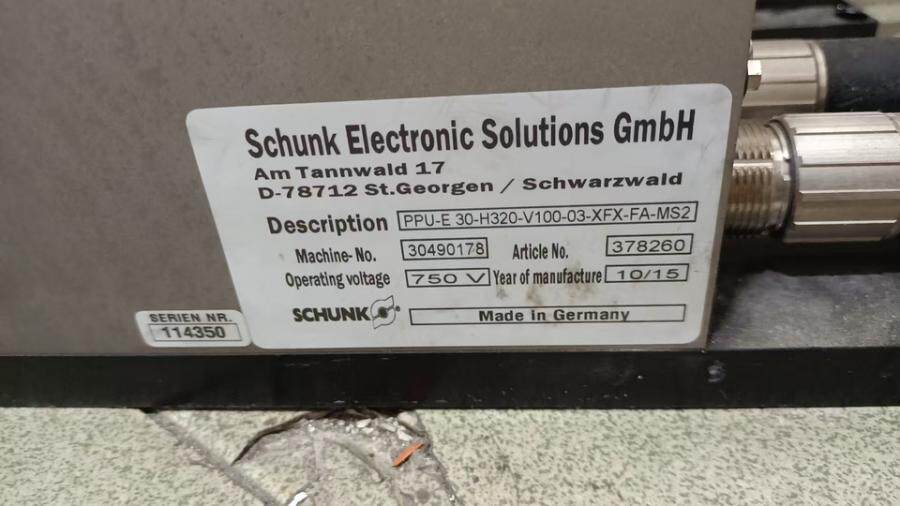 Schunk Electronic Solutions GmbH
Am Tannwald 17
D-78712 St.Georgen / Schwarzwald
Description PPU-E 30-H320-V100-03-XFX-FA-MS2
Machine-No. 30490178 Article No. 378260
Operating voltage 750 V Year of manufacture 10/15
SCHUNK ® Made in Germany
SERIEN NR.
114350